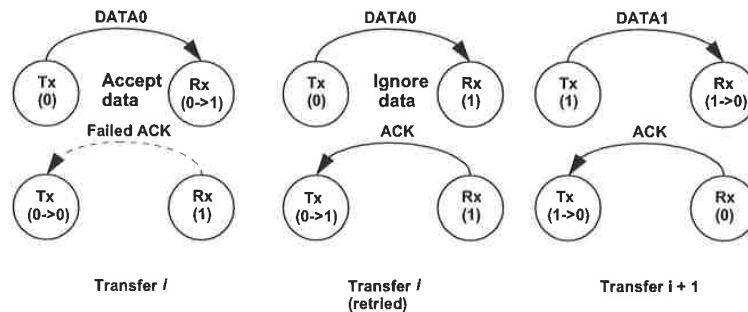 DATA0
Tx
(0)
Accept
data
Rx
(0->1)
Failed ACK
Tx
(0->0)
Rx
(1)
Transfer i
DATA0
Tx
(0)
Ignore
data
Rx
(1)
ACK
Tx
(0->1)
Rx
(1)
Transfer i
(retried)
DATA1
Tx
(1)
Rx
(1->0)
ACK
Tx
(1->0)
Rx
(0)
Transfer i + 1